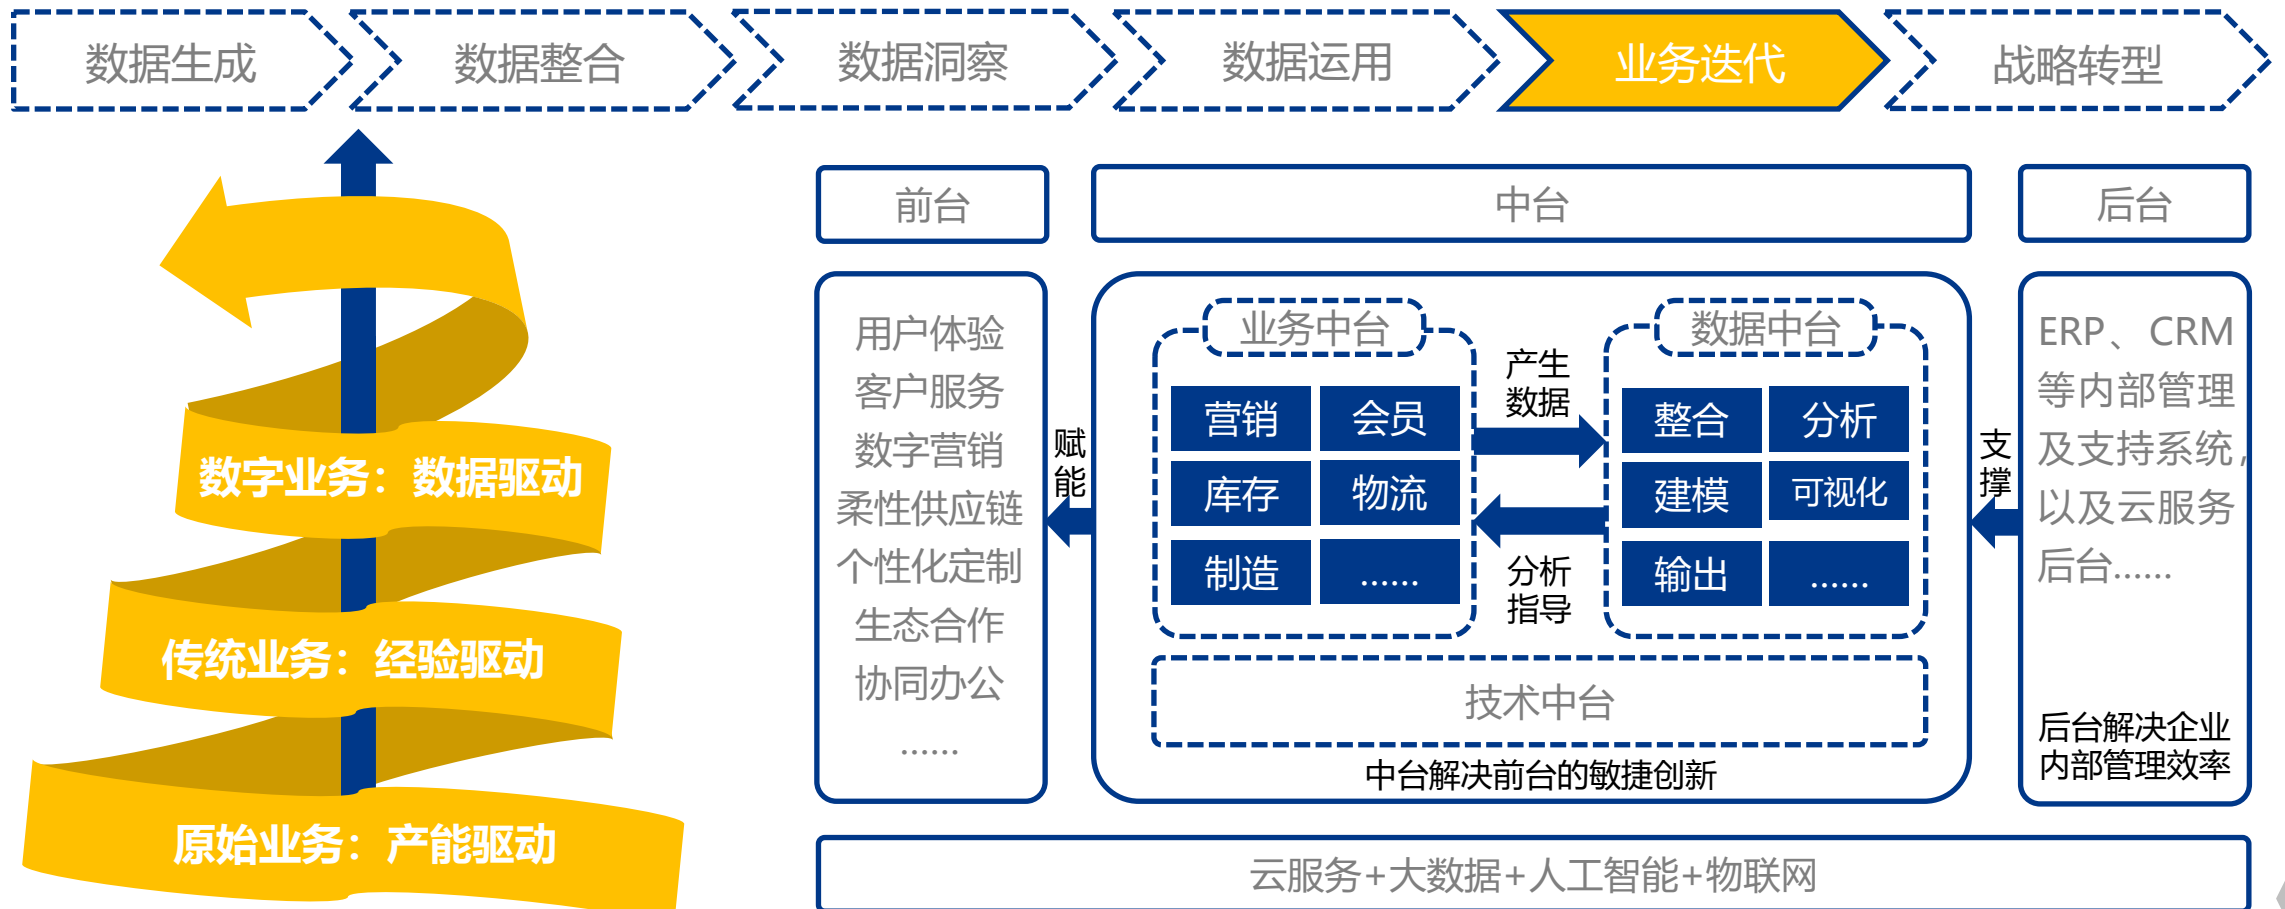 数据生成
数据整合
数据洞察
数据运用
业务迭代
战略转型
数字业务：数据驱动
传统业务：经验驱动
原始业务：产能驱动
前台
中台
后台
用户体验
客户服务
数字营销
柔性供应链
个性化定制
生态合作
协同办公
……
赋
能
业务中台
营销
会员
库存
物流
制造
……
产生
数据
分析
指导
数据中台
整合
分析
建模
可视化
输出
……
技术中台
中台解决前台的敏捷创新
支
撑
ERP、CRM
等内部管理
及支持系统,
以及云服务
后台……
后台解决企业
内部管理效率
云服务+大数据+人工智能+物联网